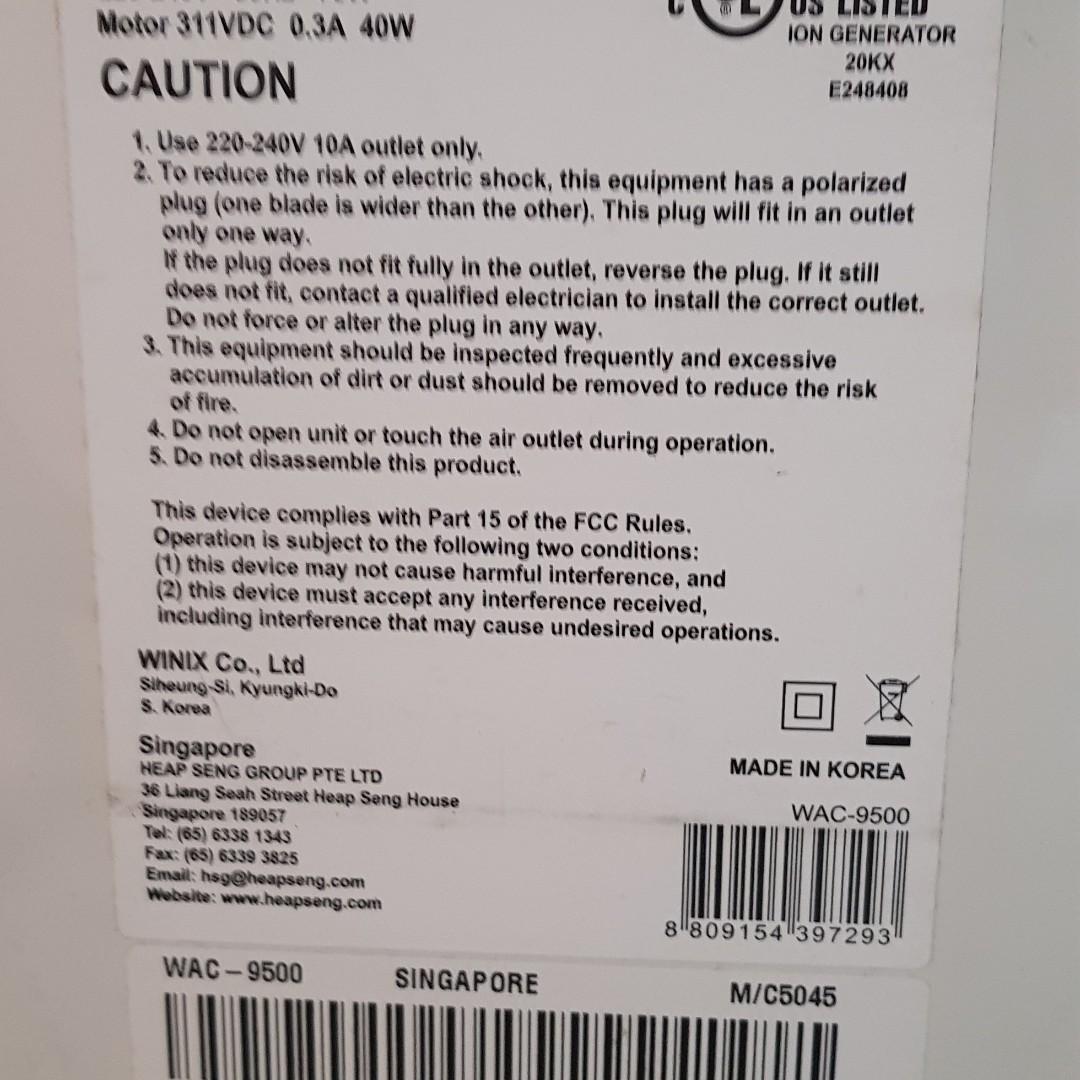 Motor 311VDC 0.3A 40W
US LISTED
ION GENERATOR
20KX
E248408
CAUTION
1. Use 220-240V 10A outlet only.
2. To reduce the risk of electric shock, this equipment has a polarized
plug (one blade is wider than the other). This plug will fit in an outlet
only one way.
If the plug does not fit fully in the outlet, reverse the plug. If it still
does not fit, contact a qualified electrician to install the correct outlet.
Do not force or alter the plug in any way.
3. This equipment should be inspected frequently and excessive
accumulation of dirt or dust should be removed to reduce the risk
of fire.
4. Do not open unit or touch the air outlet during operation.
5. Do not disassemble this product.
This device complies with Part 15 of the FCC Rules.
Operation is subject to the following two conditions:
(1) this device may not cause harmful interference, and
(2) this device must accept any interference received,
including interference that may cause undesired operations.
WINIX Co., Ltd
Siheung-Si, Kyungki-Do
S. Korea
Singapore
HEAP SENG GROUP PTE LTD
36 Liang Seah Street Heap Seng House
Singapore 189057
Tel: (65) 6338 1343
Fax: (65) 6339 3825
Email: hsg@heapseng.com
Website: www.heapseng.com
MADE IN KOREA
WAC-9500
8 809154 397293
WAC-9500 SINGAPORE M/C5045